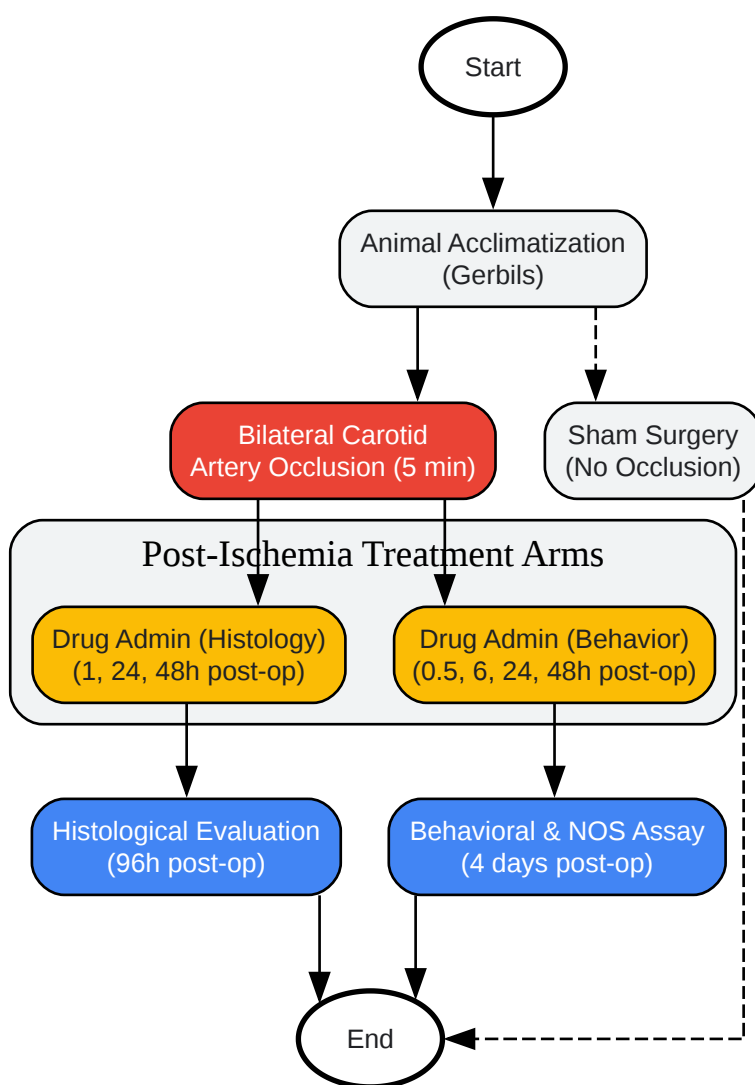 Start
Animal Acclimatization
(Gerbils)
Bilateral Carotid
Artery Occlusion (5 min)
Sham Surgery
(No Occlusion)
Post-Ischemia Treatment Arms
Drug Admin (Histology)
(1, 24, 48h post-op)
Drug Admin (Behavior)
(0.5, 6, 24, 48h post-op)
Histological Evaluation
(96h post-op)
Behavioral & NOS Assay
(4 days post-op)
End